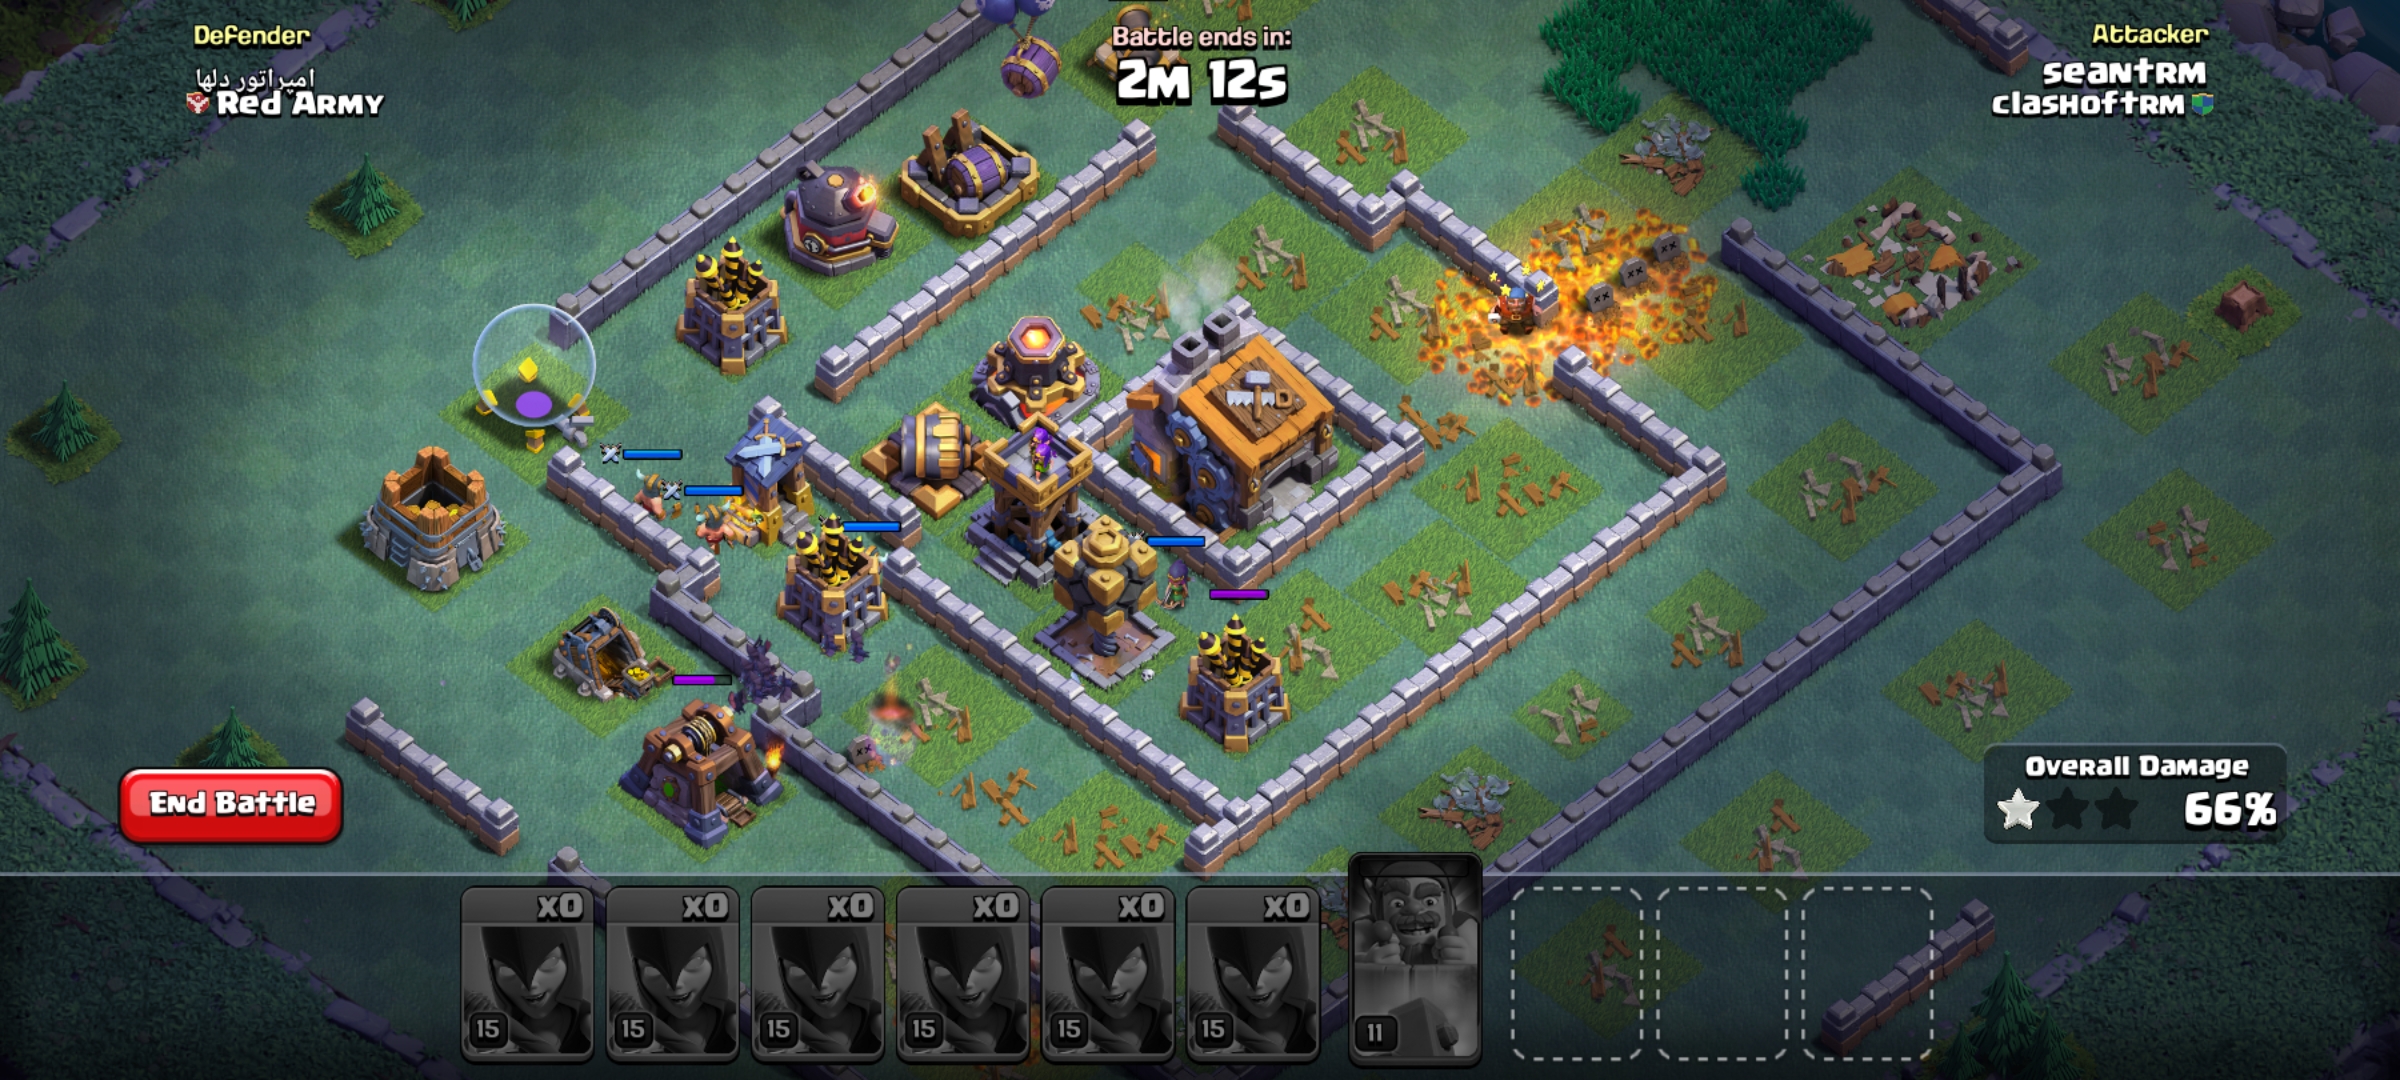 Defender
امپراتور دلها
Red Army
Battle ends in:
2M 12s
Attacker
seantrm
clashoftrm
End Battle
Overall Damage
66%
x0
x0
x0
x0
x0
x0
15
15
15
15
15
15
11